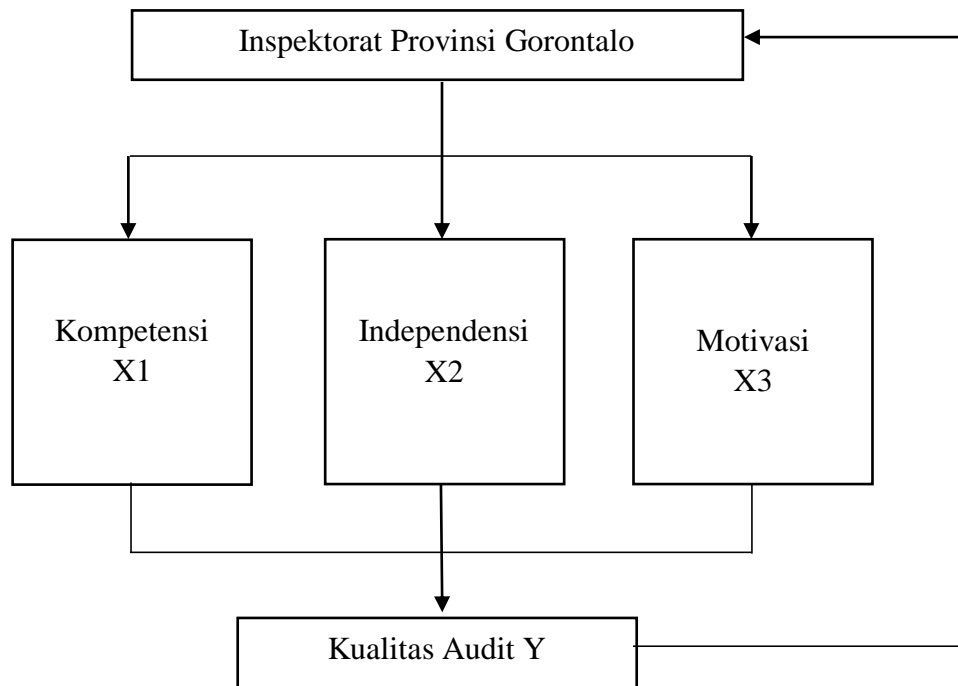 Inspektorat Provinsi Gorontalo
Kompetensi
X1
Independensi
X2
Motivasi
X3
Kualitas Audit Y